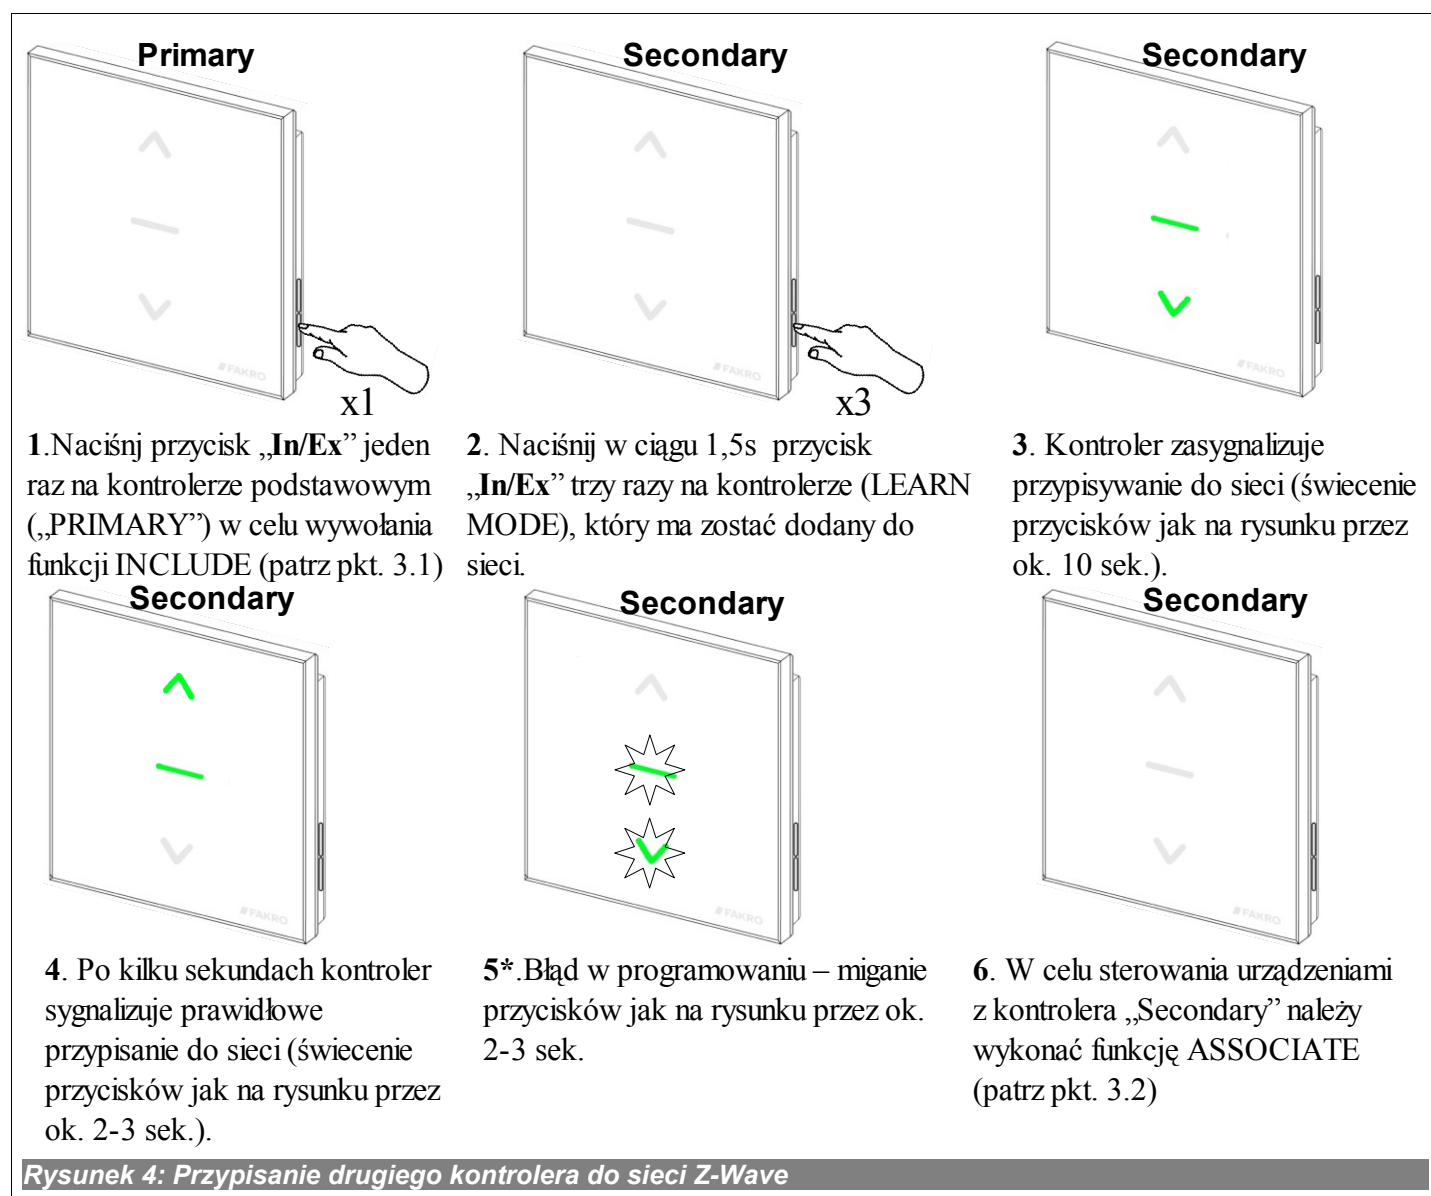 Primary
Secondary
Secondary
#FAKRO
x1
#FAKRO
x3
#FAKRO
1.Naciśnj przycisk „In/Ex” jeden
raz na kontrolerze podstawowym
(„PRIMARY”) w celu wywołania
funkcji INCLUDE (patrz pkt. 3.1)
2. Naciśnij w ciągu 1,5s przycisk
„In/Ex” trzy razy na kontrolerze (LEARN
MODE), który ma zostać dodany do
sieci.
3. Kontroler zasygnalizuje
przypisywanie do sieci (świecenie
przycisków jak na rysunku przez
ok. 10 sek.).
Secondary
Secondary
Secondary
#FAKRO
#FAKRO
#FAKRO
4. Po kilku sekundach kontroler
sygnalizuje prawidłowe
przypisanie do sieci (świecenie
przycisków jak na rysunku przez
ok. 2-3 sek.).
5*.Błąd w programowaniu – miganie
przycisków jak na rysunku przez ok.
2-3 sek.
6. W celu sterowania urządzeniami
z kontrolera „Secondary” należy
wykonać funkcję ASSOCIATE
(patrz pkt. 3.2)
Rysunek 4: Przypisanie drugiego kontrolera do sieci Z-Wave